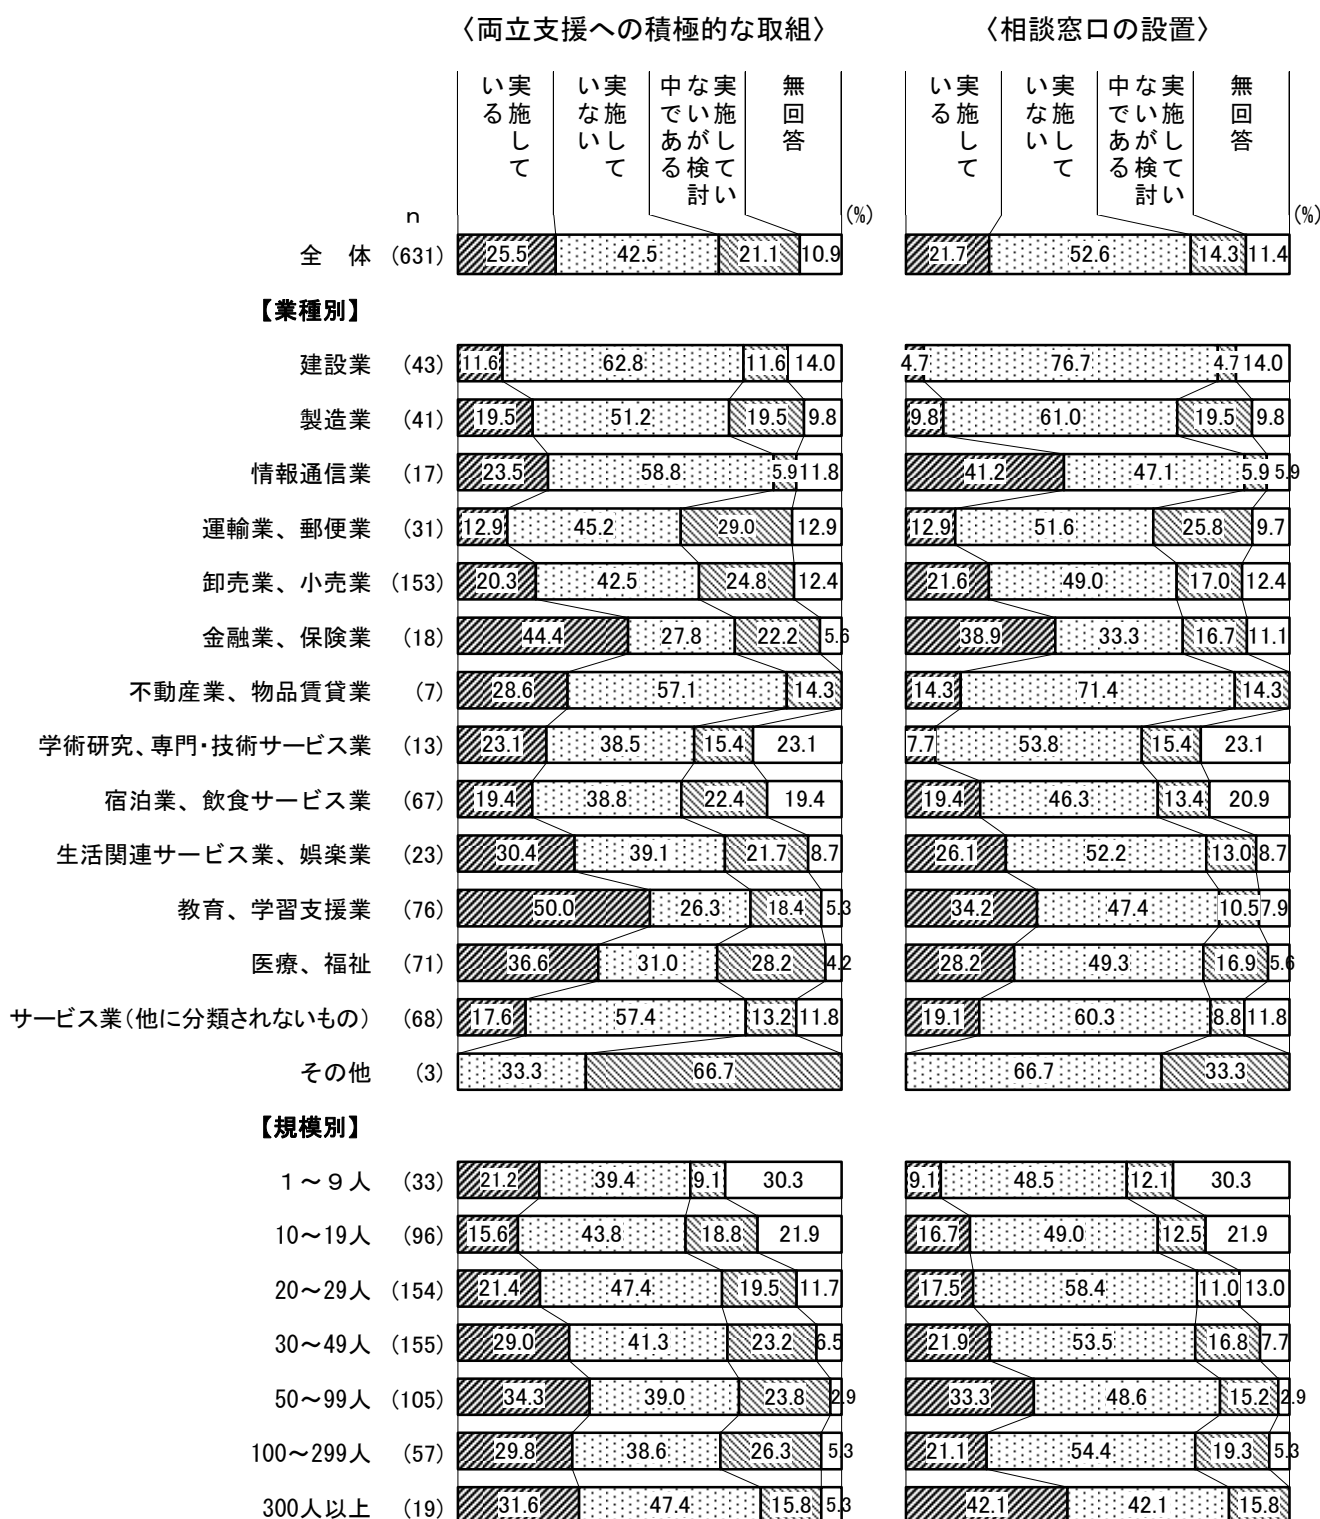 〈両立支援への積極的な取組〉 〈相談窓口の設置〉
実施している 実施していない 実施していないが検討中である 無回答 実施している 実施していない 実施していないが検討中である 無回答
n (%) (%)
全 体 (631) 25.5 42.5 21.1 10.9 21.7 52.6 14.3 11.4
【業種別】
建設業 (43) 11.6 62.8 11.6 14.0 4.7 76.7 4.7 14.0
製造業 (41) 19.5 51.2 19.5 9.8 9.8 61.0 19.5 9.8
情報通信業 (17) 23.5 58.8 5.9 11.8 41.2 47.1 5.9 5.9
運輸業、郵便業 (31) 12.9 45.2 29.0 12.9 12.9 51.6 25.8 9.7
卸売業、小売業 (153) 20.3 42.5 24.8 12.4 21.6 49.0 17.0 12.4
金融業、保険業 (18) 44.4 27.8 22.2 5.6 38.9 33.3 16.7 11.1
不動産業、物品賃貸業 (7) 28.6 57.1 14.3 14.3 71.4 14.3
学術研究、専門・技術サービス業 (13) 23.1 38.5 15.4 23.1 7.7 53.8 15.4 23.1
宿泊業、飲食サービス業 (67) 19.4 38.8 22.4 19.4 19.4 46.3 13.4 20.9
生活関連サービス業、娯楽業 (23) 30.4 39.1 21.7 8.7 26.1 52.2 13.0 8.7
教育、学習支援業 (76) 50.0 26.3 18.4 5.3 34.2 47.4 10.5 7.9
医療、福祉 (71) 36.6 31.0 28.2 4.2 28.2 49.3 16.9 5.6
サービス業（他に分類されないもの） (68) 17.6 57.4 13.2 11.8 19.1 60.3 8.8 11.8
その他 (3) 33.3 66.7 66.7 33.3
【規模別】
１～９人 (33) 21.2 39.4 9.1 30.3 9.1 48.5 12.1 30.3
10～19人 (96) 15.6 43.8 18.8 21.9 16.7 49.0 12.5 21.9
20～29人 (154) 21.4 47.4 19.5 11.7 17.5 58.4 11.0 13.0
30～49人 (155) 29.0 41.3 23.2 6.5 21.9 53.5 16.8 7.7
50～99人 (105) 34.3 39.0 23.8 2.9 33.3 48.6 15.2 2.9
100～299人 (57) 29.8 38.6 26.3 5.3 21.1 54.4 19.3 5.3
300人以上 (19) 31.6 47.4 15.8 5.3 42.1 42.1 15.8